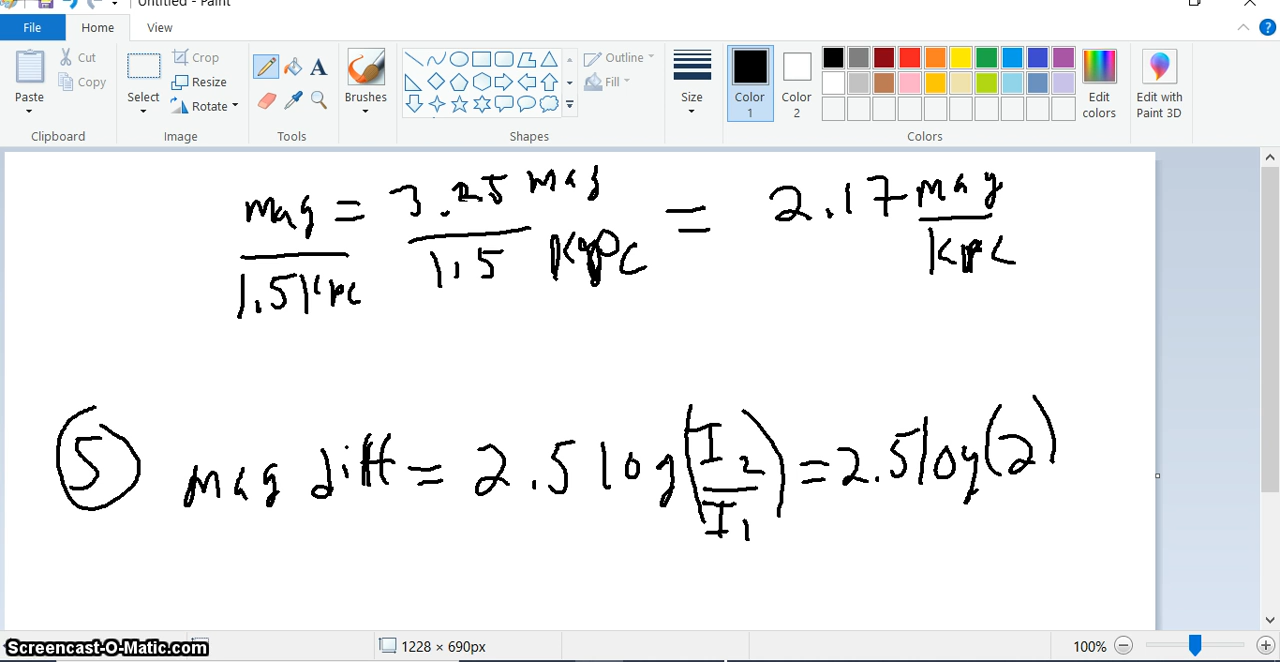 Untitled - Paint
File Home View
Paste Cut Copy Select Crop Resize Rotate Brushes Outline Fill Size Color 1 Color 2 Edit colors Edit with Paint 3D
Clipboard Image Tools Shapes Colors
mag/1.5 kpc = 3.25 mag/1.5 kpc = 2.17 mag/kpc
5 mag diff = 2.5 log(I2/I1) = 2.5 log(2)
Screencast-O-Matic.com 1228 × 690px 100%